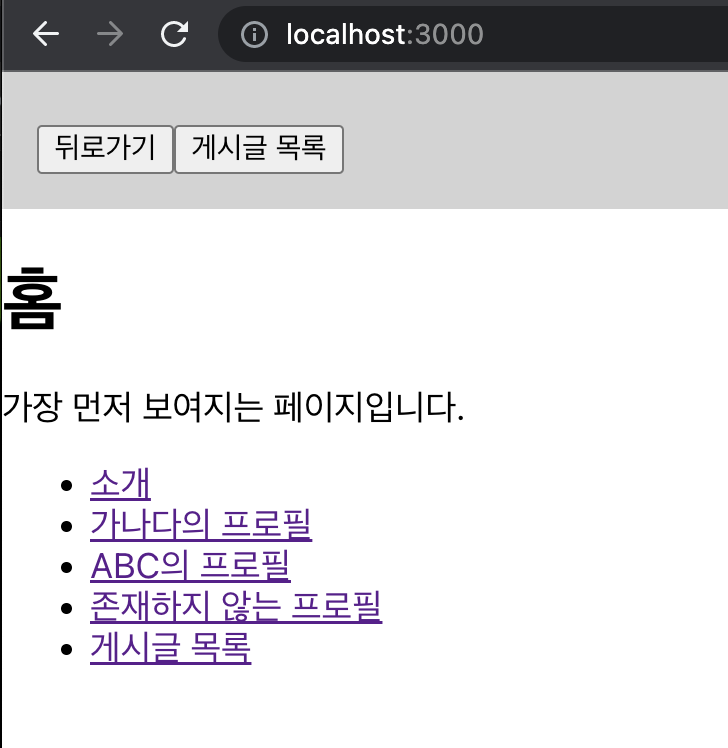 localhost:3000
뒤로가기 게시글 목록
홈
가장 먼저 보여지는 페이지입니다.
소개
가나다의 프로필
ABC의 프로필
존재하지 않는 프로필
게시글 목록